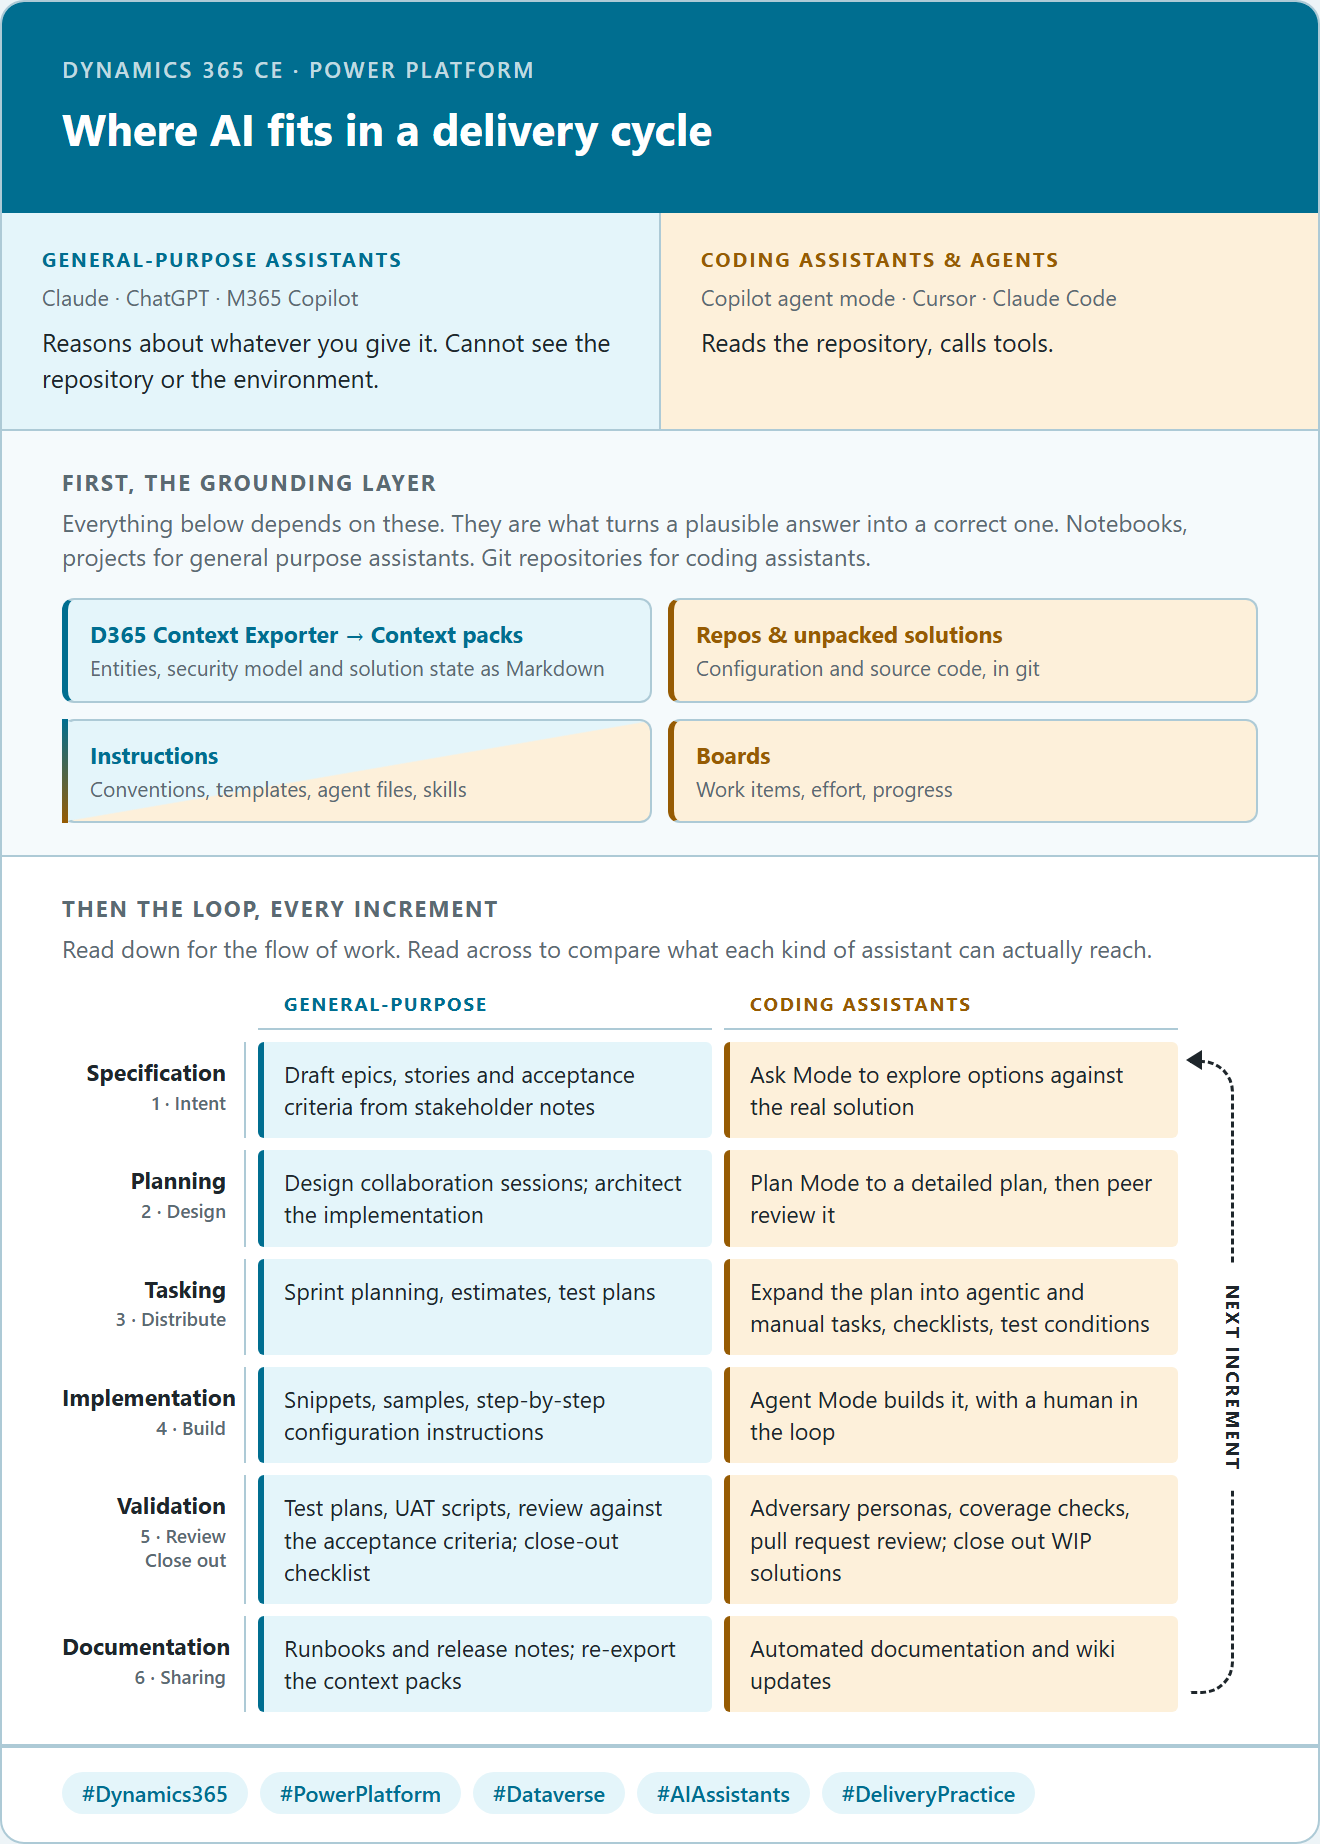 DYNAMICS 365 CE · POWER PLATFORM
Where AI fits in a delivery cycle
GENERAL-PURPOSE ASSISTANTS
Claude · ChatGPT · M365 Copilot
Reasons about whatever you give it. Cannot see the
repository or the environment.
CODING ASSISTANTS & AGENTS
Copilot agent mode · Cursor · Claude Code
Reads the repository, calls tools.
FIRST, THE GROUNDING LAYER
Everything below depends on these. They are what turns a plausible answer into a correct one. Notebooks,
projects for general purpose assistants. Git repositories for coding assistants.
D365 Context Exporter → Context packs
Entities, security model and solution state as Markdown
Repos & unpacked solutions
Configuration and source code, in git
Instructions
Conventions, templates, agent files, skills
Boards
Work items, effort, progress
THEN THE LOOP, EVERY INCREMENT
Read down for the flow of work. Read across to compare what each kind of assistant can actually reach.
GENERAL-PURPOSE
CODING ASSISTANTS
Specification
1 · Intent
Draft epics, stories and acceptance
criteria from stakeholder notes
Ask Mode to explore options against
the real solution
Planning
2 · Design
Design collaboration sessions; architect
the implementation
Plan Mode to a detailed plan, then peer
review it
Tasking
3 · Distribute
Sprint planning, estimates, test plans
Expand the plan into agentic and
manual tasks, checklists, test conditions
Implementation
4 · Build
Snippets, samples, step-by-step
configuration instructions
Agent Mode builds it, with a human in
the loop
Validation
5 · Review
Close out
Test plans, UAT scripts, review against
the acceptance criteria; close-out
checklist
Adversary personas, coverage checks,
pull request review; close out WIP
solutions
Documentation
6 · Sharing
Runbooks and release notes; re-export
the context packs
Automated documentation and wiki
updates
NEXT INCREMENT
#Dynamics365
#PowerPlatform
#Dataverse
#AIAssistants
#DeliveryPractice